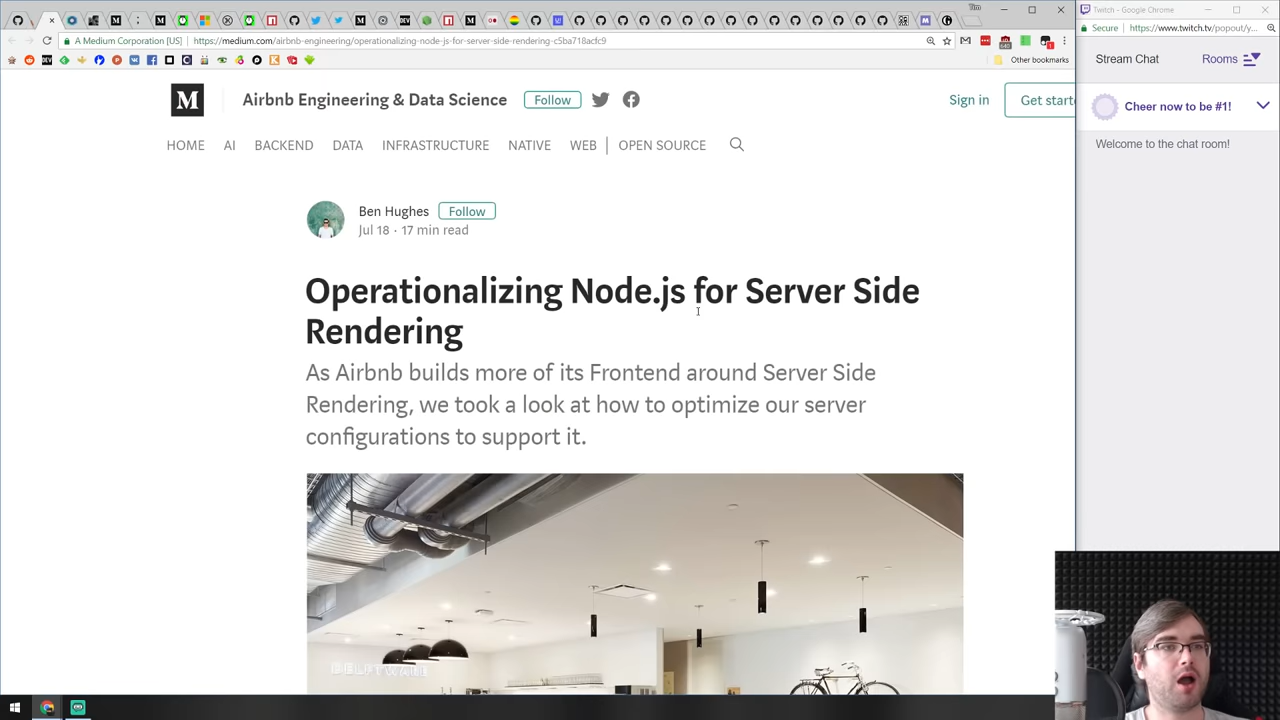 Tim
A Medium Corporation [US] https://medium.com/airbnb-engineering/operationalizing-node-js-for-server-side-rendering-c5ba718acfc9
Other bookmarks
M Airbnb Engineering & Data Science Follow
Sign in Get starte
HOME AI BACKEND DATA INFRASTRUCTURE NATIVE WEB OPEN SOURCE
Ben Hughes Follow
Jul 18 · 17 min read
Operationalizing Node.js for Server Side
Rendering
As Airbnb builds more of its Frontend around Server Side
Rendering, we took a look at how to optimize our server
configurations to support it.
Twitch - Google Chrome
Secure https://www.twitch.tv/popout/y...
Stream Chat Rooms
Cheer now to be #1!
Welcome to the chat room!